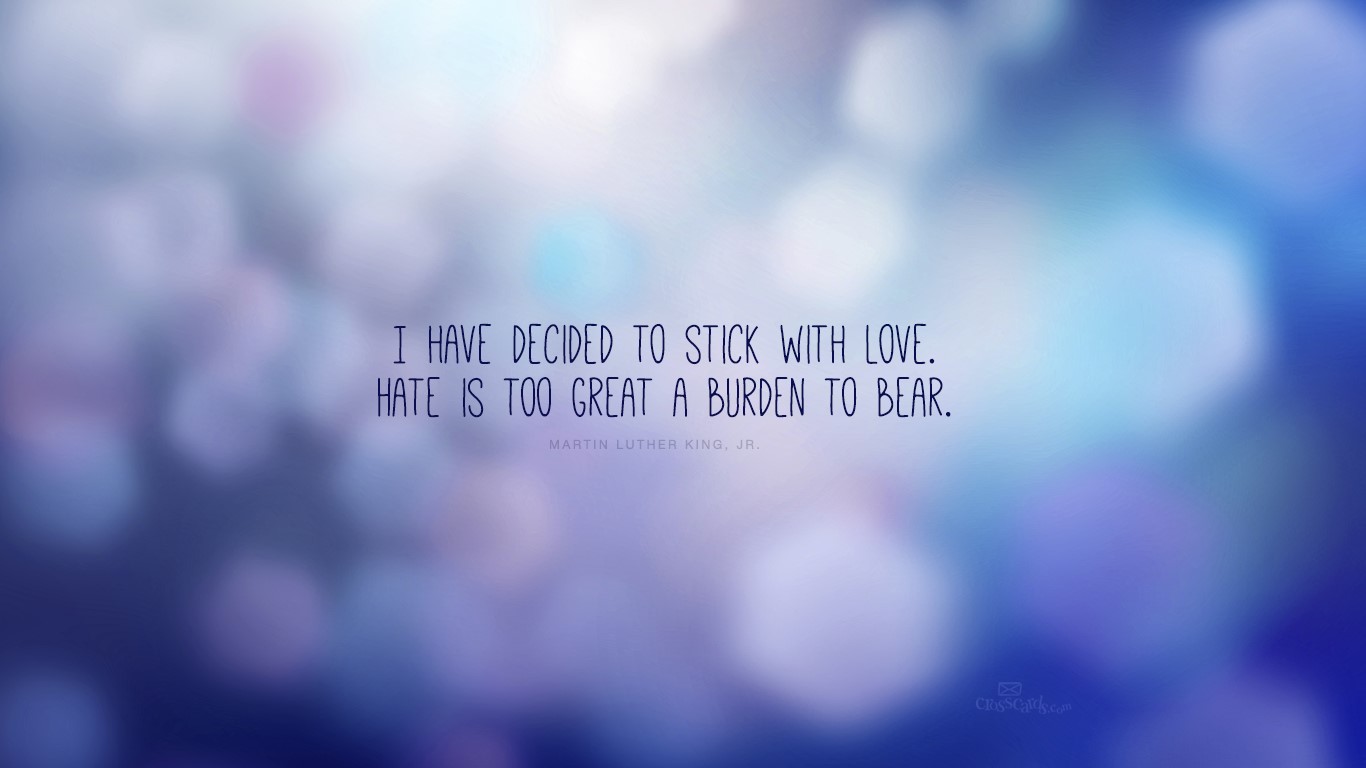 I HAVE DECIDED TO STICK WITH LOVE.
HATE IS TOO GREAT A BURDEN TO BEAR.
MARTIN LUTHER KING, JR.
crosscards.com